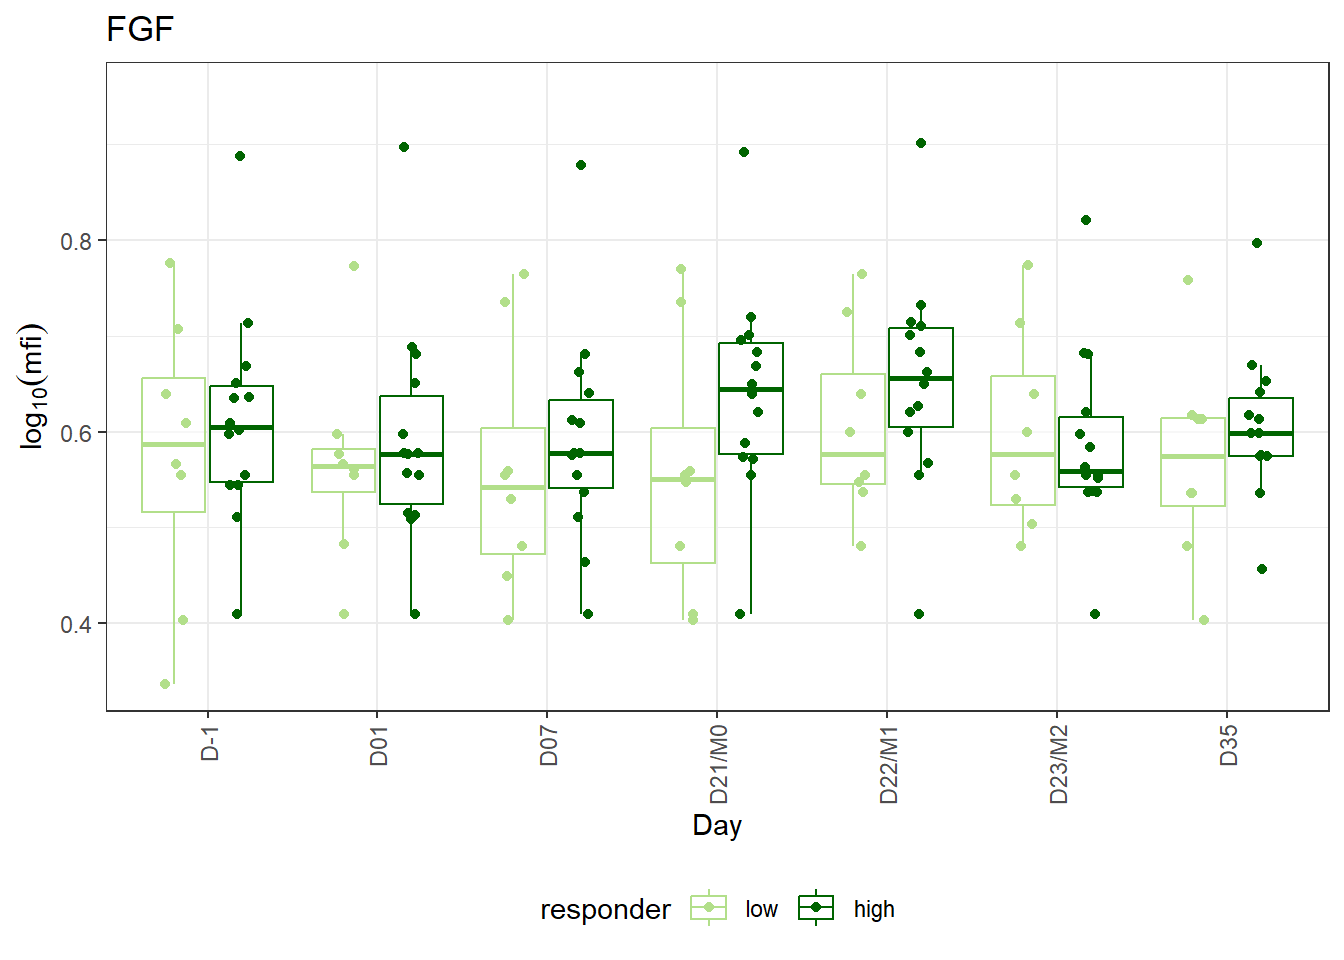 FGF
log10(mfi)
0.8
0.6
0.4
D-1
D01
D07
D21/M0
D22/M1
D23/M2
D35
Day
responder low high